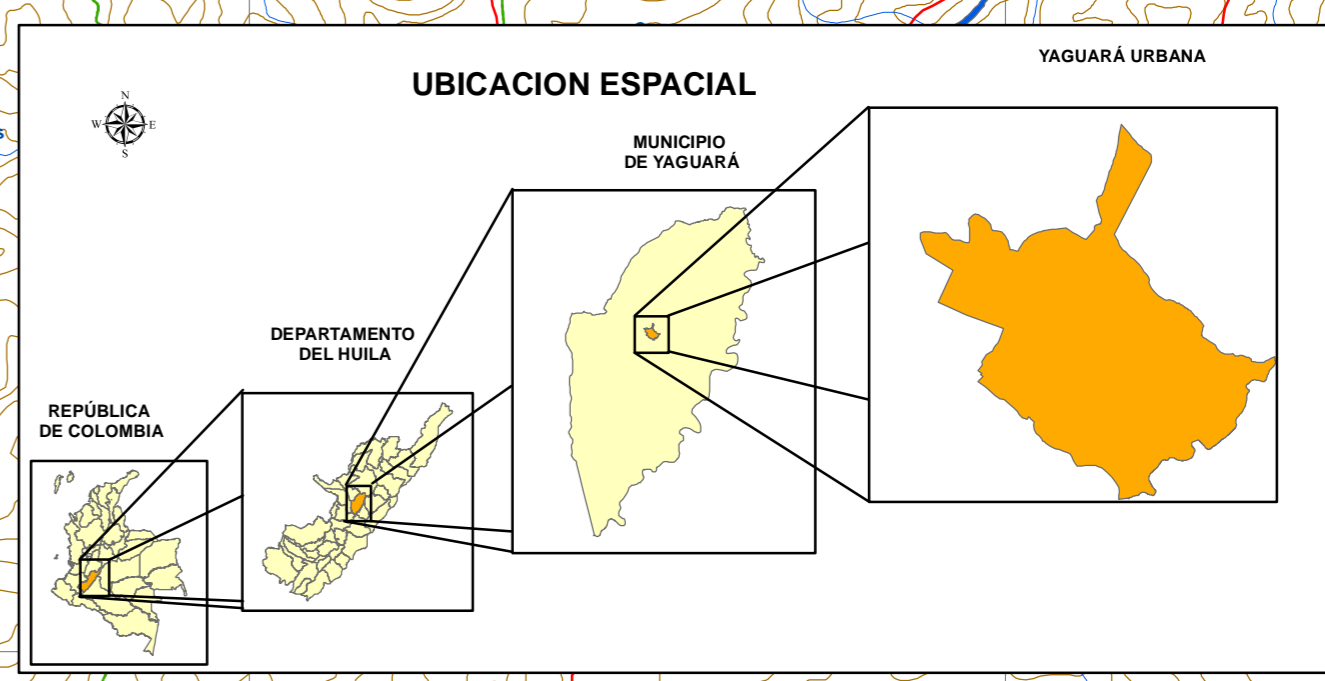 YAGUARÁ URBANA
UBICACION ESPACIAL
N
W
E
S
MUNICIPIO
DE YAGUARÁ
DEPARTAMENTO
DEL HUILA
REPÚBLICA
DE COLOMBIA